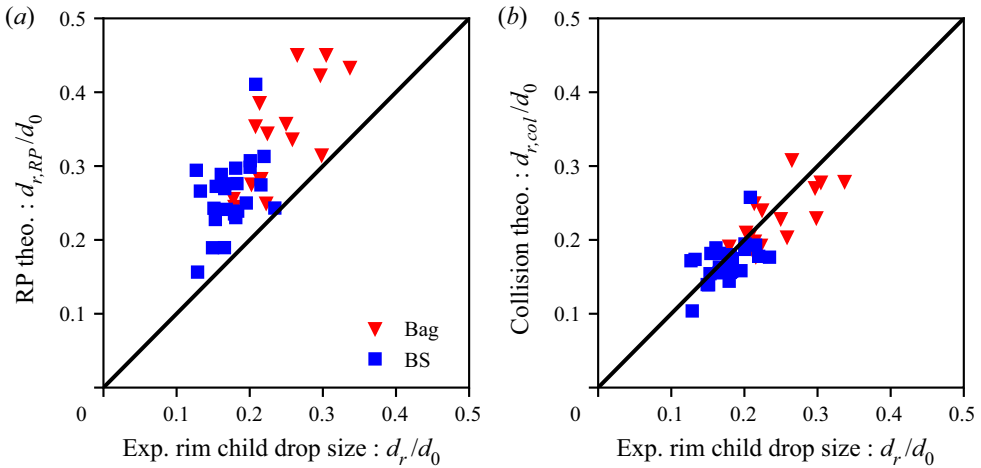 (a)
0.5
0.4
0.3
0.2
0.1
0
0.1
0.2
0.3
0.4
0.5
RP theo. : d_{r,RP}/d_0
Exp. rim child drop size : d_r/d_0
Bag
BS
(b)
0.5
0.4
0.3
0.2
0.1
0
0.1
0.2
0.3
0.4
0.5
Collision theo. : d_{r,col}/d_0
Exp. rim child drop size : d_r/d_0